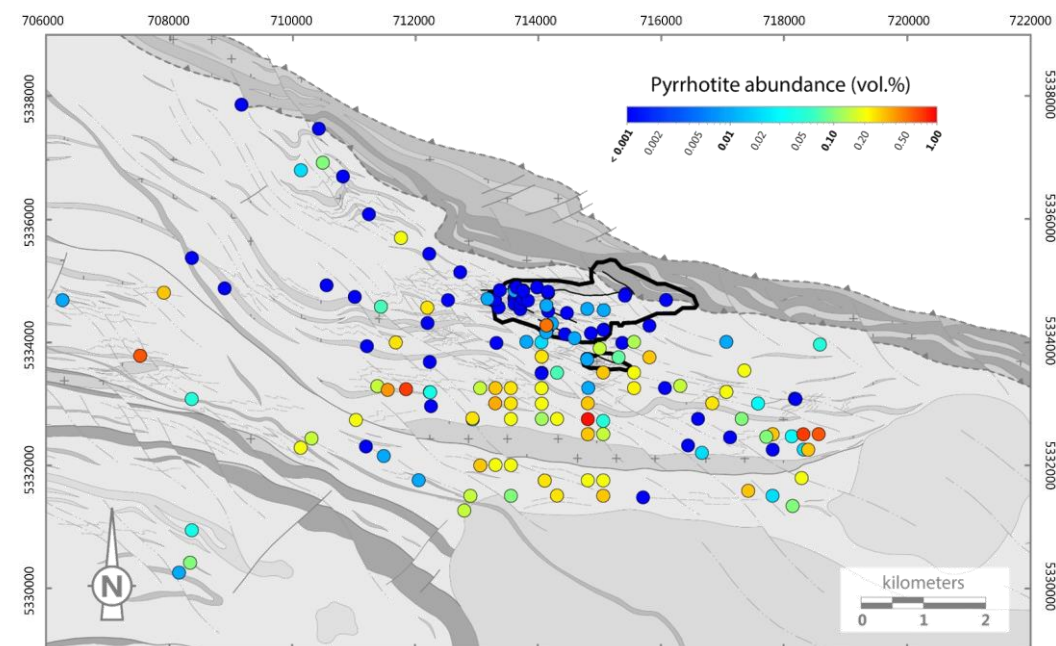 706000 708000 710000 712000 714000 716000 718000 720000 722000
Pyrrhotite abundance (vol.%)
< 0.001 0.002 0.005 0.01 0.02 0.05 0.10 0.20 0.50 1.00
5338000 5338000
5336000 5336000
5334000 5334000
5332000 5332000
5330000 5330000
N
kilometers
0 1 2